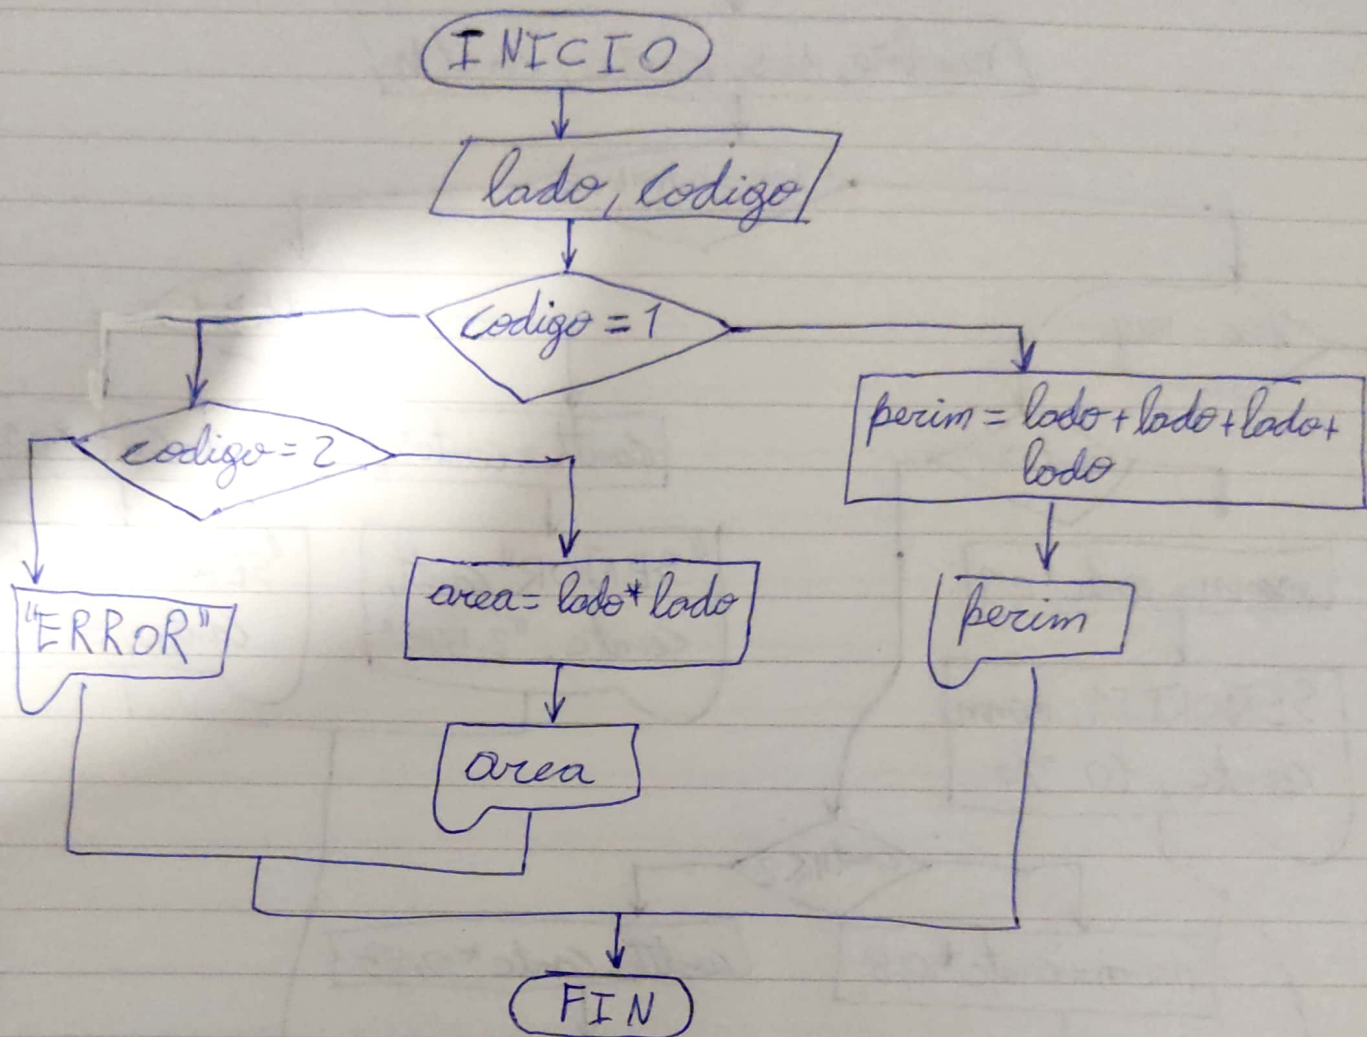 INICIO
lado, codigo
codigo = 1
codigo = 2
perim = lado + lado + lado +
lado
"ERROR"
area = lado * lado
perim
area
FIN